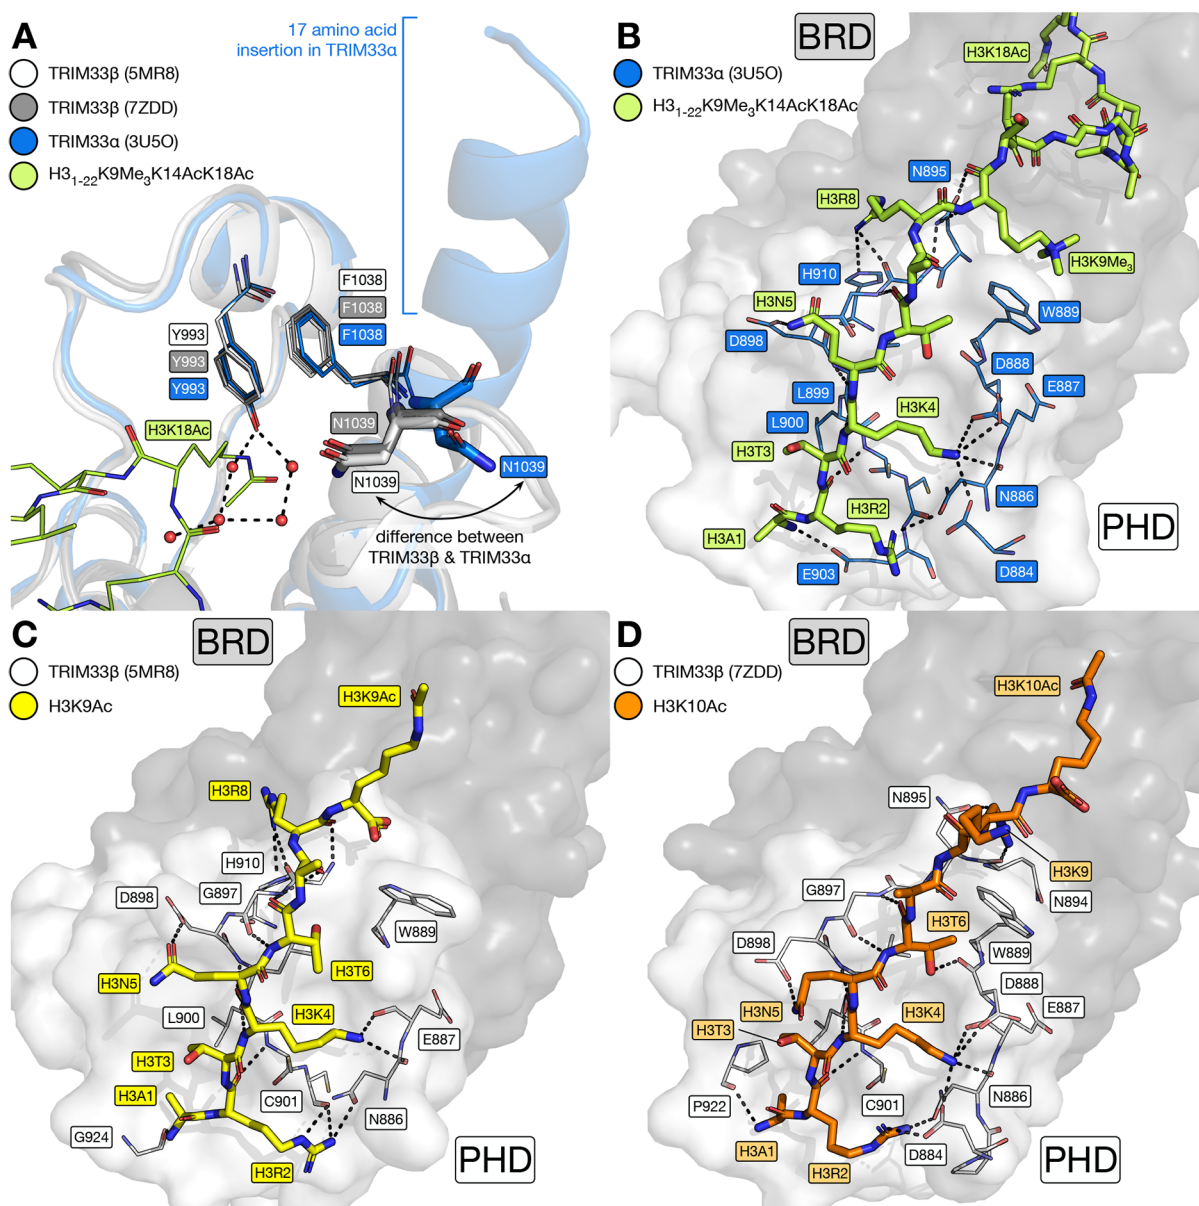 A
TRIM33β (5MR8)
TRIM33β (7ZDD)
TRIM33α (3U5O)
H3₁₋₂₂K9Me₃K14AcK18Ac
17 amino acid
insertion in TRIM33α
F1038
F1038
F1038
Y993
Y993
Y993
H3K18Ac
N1039
N1039
N1039
difference between
TRIM33β & TRIM33α
B
BRD
TRIM33α (3U5O)
H3₁₋₂₂K9Me₃K14AcK18Ac
H3K18Ac
N895
H3R8
H3K9Me₃
H910
H3N5
W889
D898
D888
E887
L899
H3K4
L900
H3T3
N886
H3R2
H3A1
PHD
E903
D884
C
BRD
TRIM33β (5MR8)
H3K9Ac
H3K9Ac
H3R8
H910
G897
D898
W889
H3T6
H3N5
L900
H3K4
E887
H3T3
H3A1
C901
N886
G924
H3R2
PHD
D
BRD
TRIM33β (7ZDD)
H3K10Ac
H3K10Ac
N895
H3K9
G897
N894
H3T6
D898
W889
D888
H3N5
E887
H3T3
H3K4
P922
C901
N886
H3A1
D884
H3R2
PHD